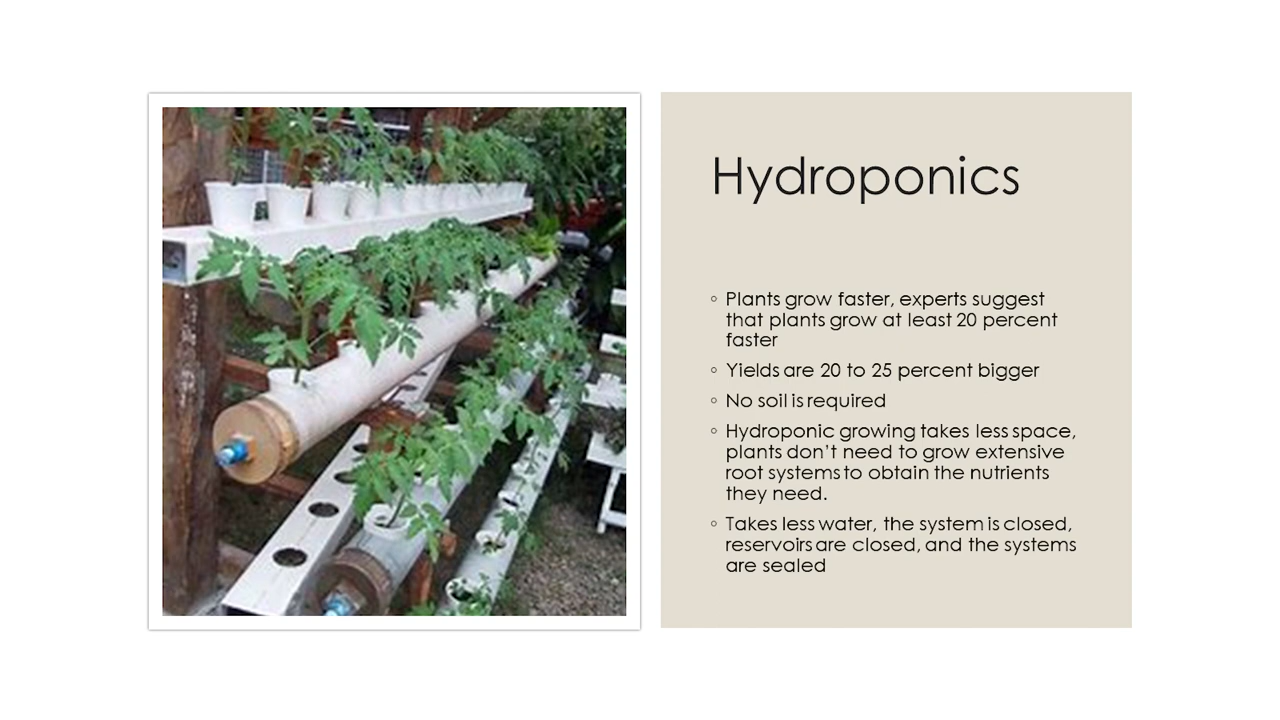 Hydroponics
◦ Plants grow faster, experts suggest
that plants grow at least 20 percent
faster
◦ Yields are 20 to 25 percent bigger
◦ No soil is required
◦ Hydroponic growing takes less space,
plants don’t need to grow extensive
root systems to obtain the nutrients
they need.
◦ Takes less water, the system is closed,
reservoirs are closed, and the systems
are sealed